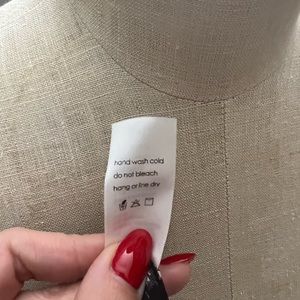 hand wash cold
do not bleach
hang or line dry